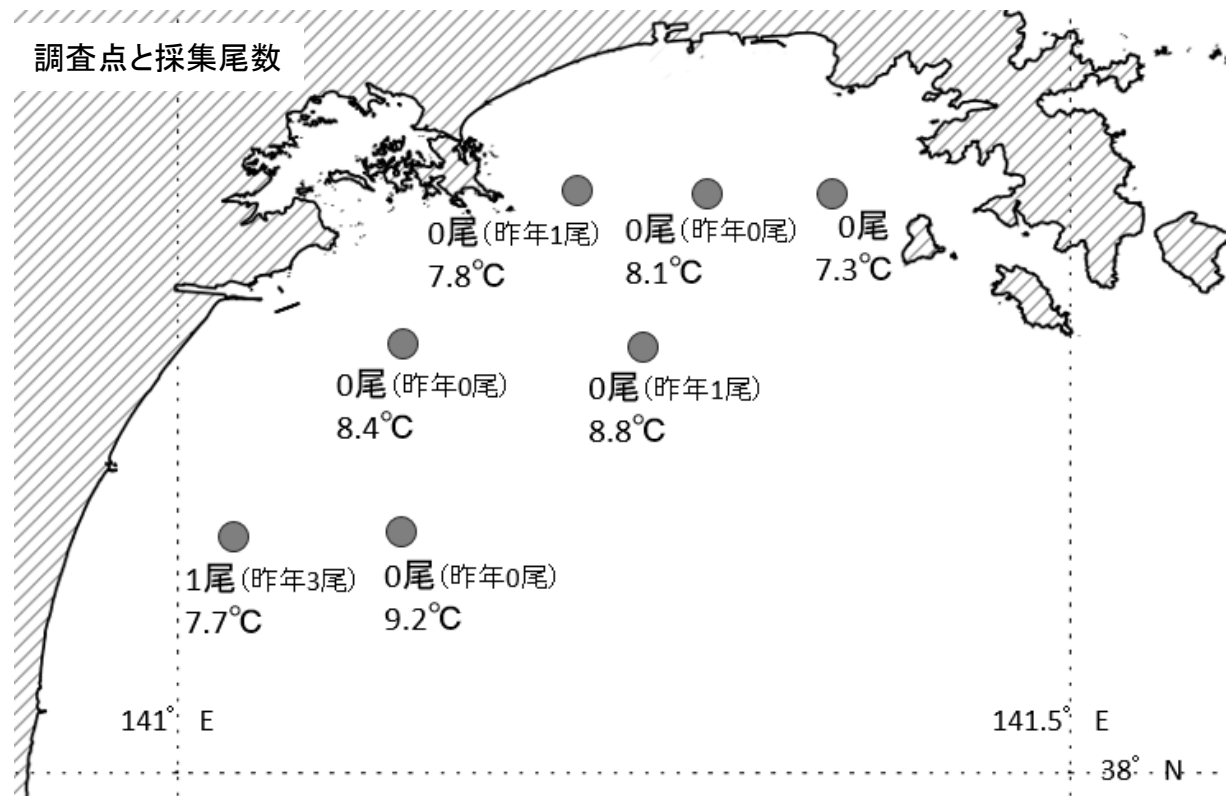 調査点と採集尾数
0尾(昨年1尾)
7.8℃
0尾(昨年0尾)
8.1℃
0尾
7.3℃
0尾(昨年0尾)
8.4℃
0尾(昨年1尾)
8.8℃
1尾(昨年3尾)
7.7℃
0尾(昨年0尾)
9.2℃
141° E
141.5° E
38° N